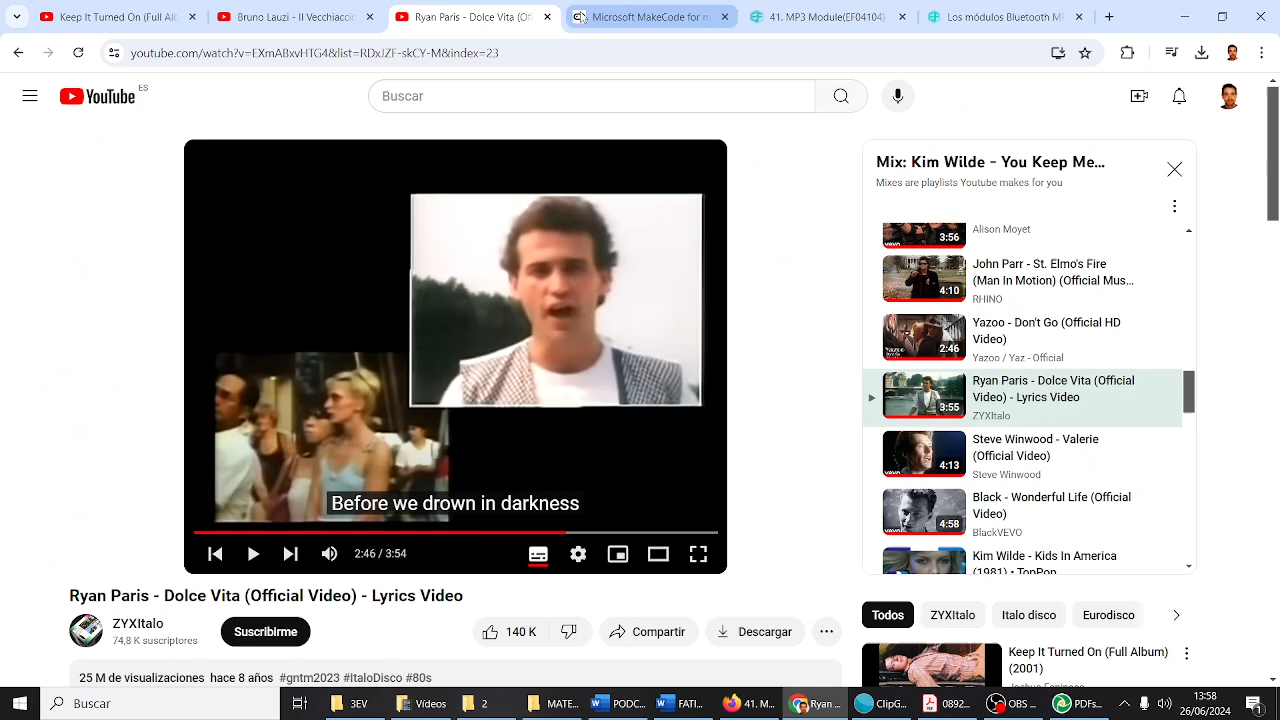 Keep It Turned On (Full Al
Bruno Lauzi - Il Vecchiacci
Ryan Paris - Dolce Vita (Of
Microsoft MakeCode for m
41. MP3 Module(F04104)
Los módulos Bluetooth M
youtube.com/watch?v=EXmABxvHTG4&list=RDxJZF-skCY-M&index=23
YouTube
ES
Buscar
Before we drown in darkness
2:46 / 3:54
Ryan Paris - Dolce Vita (Official Video) - Lyrics Video
ZYXItalo
74,8 K suscriptores
Suscribirme
140 K
Compartir
Descargar
25 M de visualizaciones hace 8 años #gntm2023 #ItaloDisco #80s
Mix: Kim Wilde - You Keep Me...
Mixes are playlists Youtube makes for you
3:56
Alison Moyet
John Parr - St. Elmo's Fire
(Man In Motion) (Official Mus...
4:10
RHINO
Yazoo - Don't Go (Official HD
Video)
2:46
Yazoo / Yaz - Official
Ryan Paris - Dolce Vita (Official
Video) - Lyrics Video
3:55
ZYXItalo
Steve Winwood - Valerie
(Official Video)
4:13
Steve Winwood
Black - Wonderful Life (Official
Video)
4:58
BlackVEVO
Kim Wilde - Kids In America
(1981) • TopPop
Todos
ZYXItalo
Italo disco
Eurodisco
Keep It Turned On (Full Album)
(2001)
Buscar
3EV
Video
2
PATE
PODC
FATI
41. M
Ryan ...
ClipG
0892
OBS
PDFs
13:58
26/06/2024